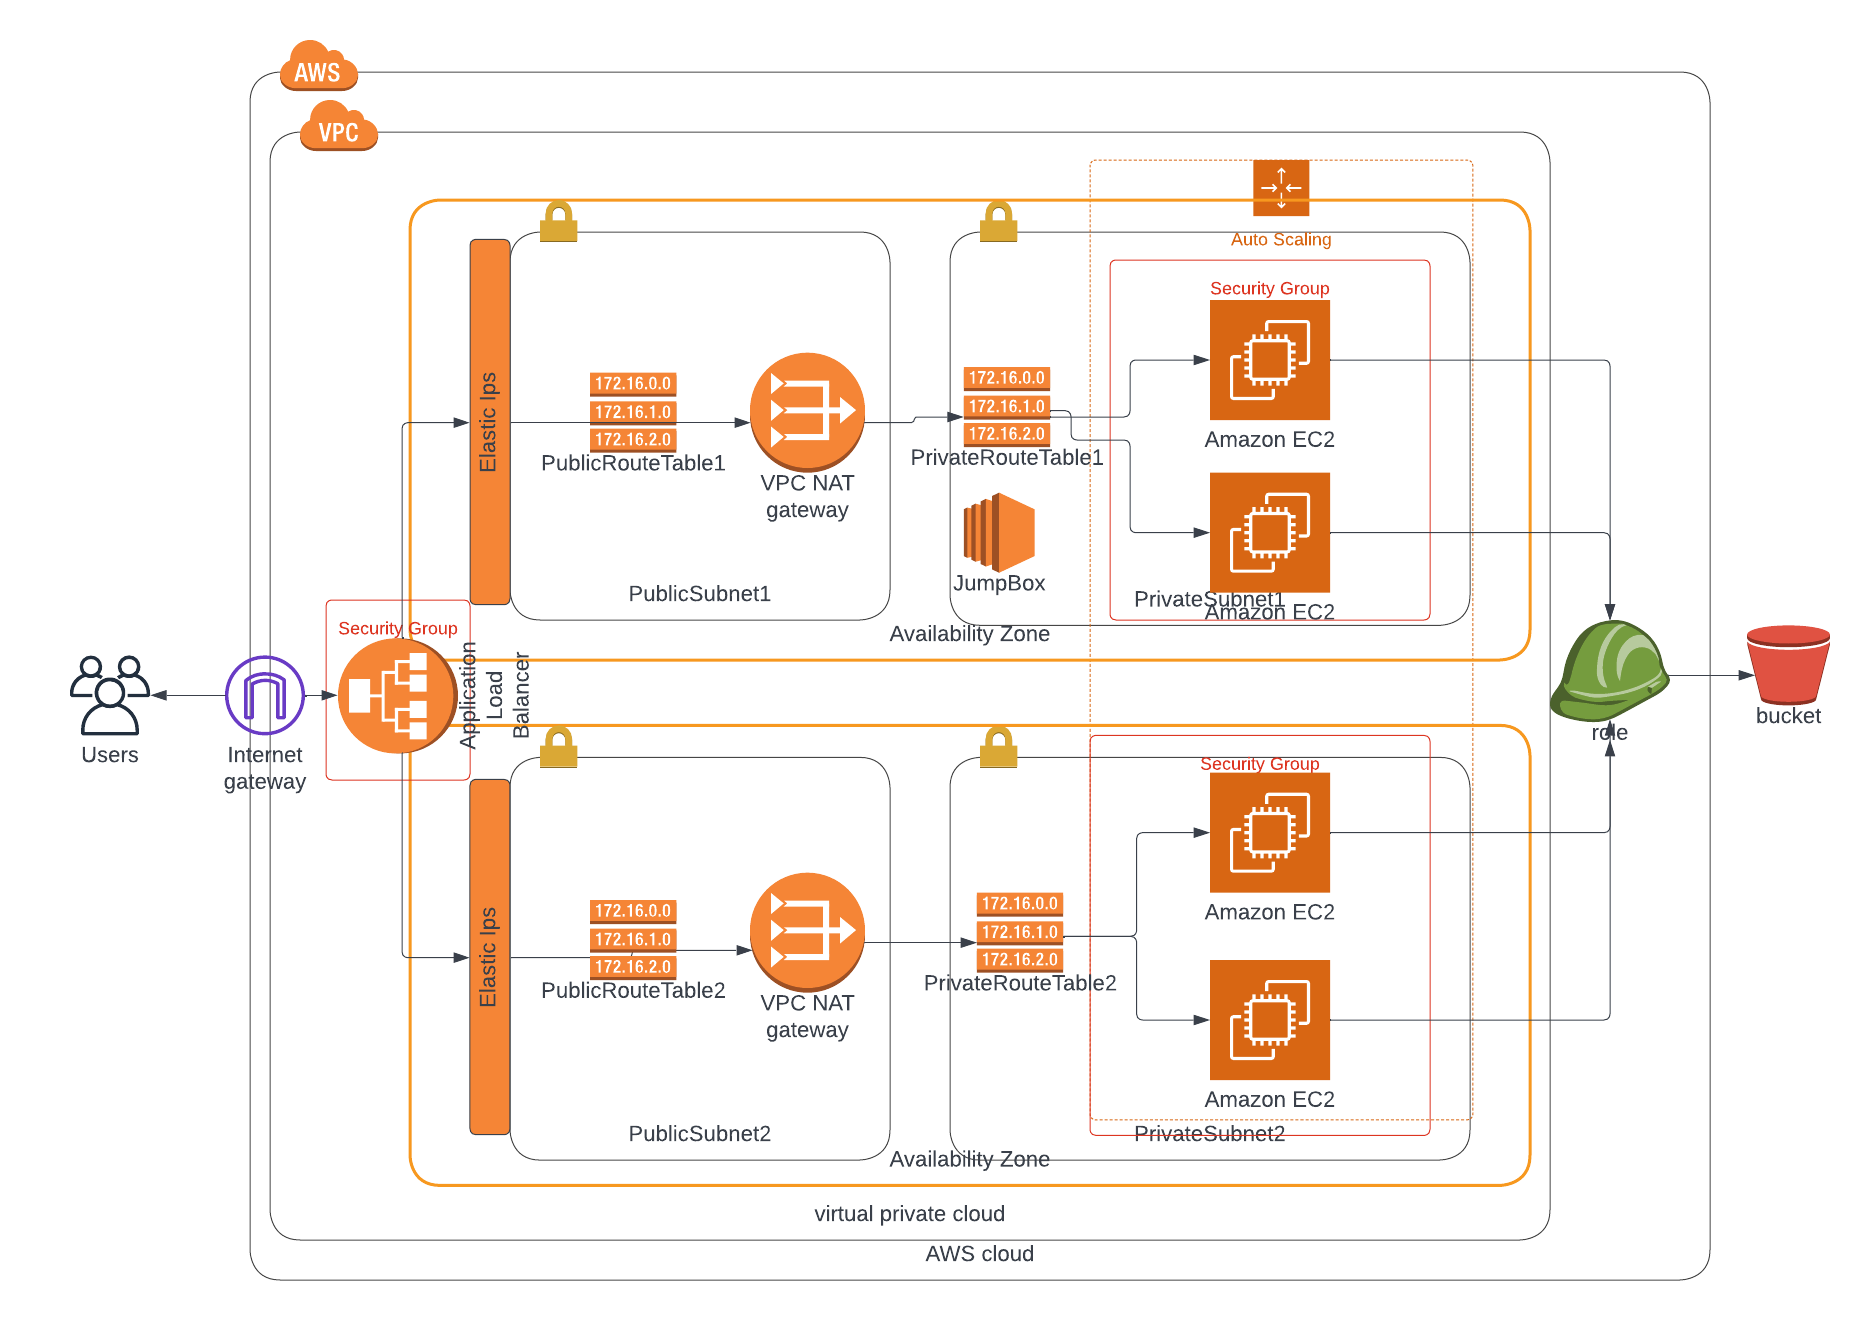 AWS
VPC
Auto Scaling
Security Group
Elastic Ips
172.16.0.0
172.16.1.0
172.16.2.0
PublicRouteTable1
VPC NAT
gateway
172.16.0.0
172.16.1.0
172.16.2.0
PrivateRouteTable1
Amazon EC2
JumpBox
PublicSubnet1
PrivateSubnet1
Amazon EC2
Availability Zone
Security Group
Application
Load
Balancer
Users
Internet
gateway
role
bucket
Security Group
Elastic Ips
172.16.0.0
172.16.1.0
172.16.2.0
PublicRouteTable2
VPC NAT
gateway
172.16.0.0
172.16.1.0
172.16.2.0
PrivateRouteTable2
Amazon EC2
Amazon EC2
PublicSubnet2
PrivateSubnet2
Availability Zone
virtual private cloud
AWS cloud